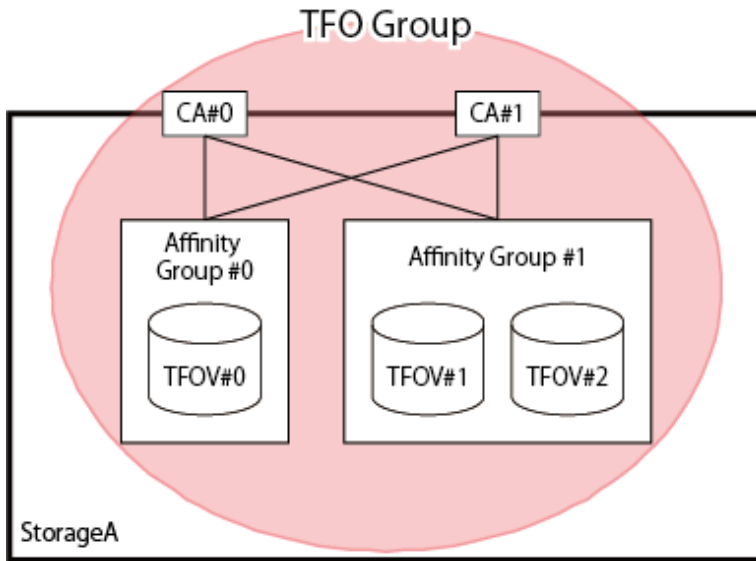 TFO Group
CA#0
CA#1
Affinity
Group #0
Affinity Group #1
TFOV#0
TFOV#1
TFOV#2
StorageA